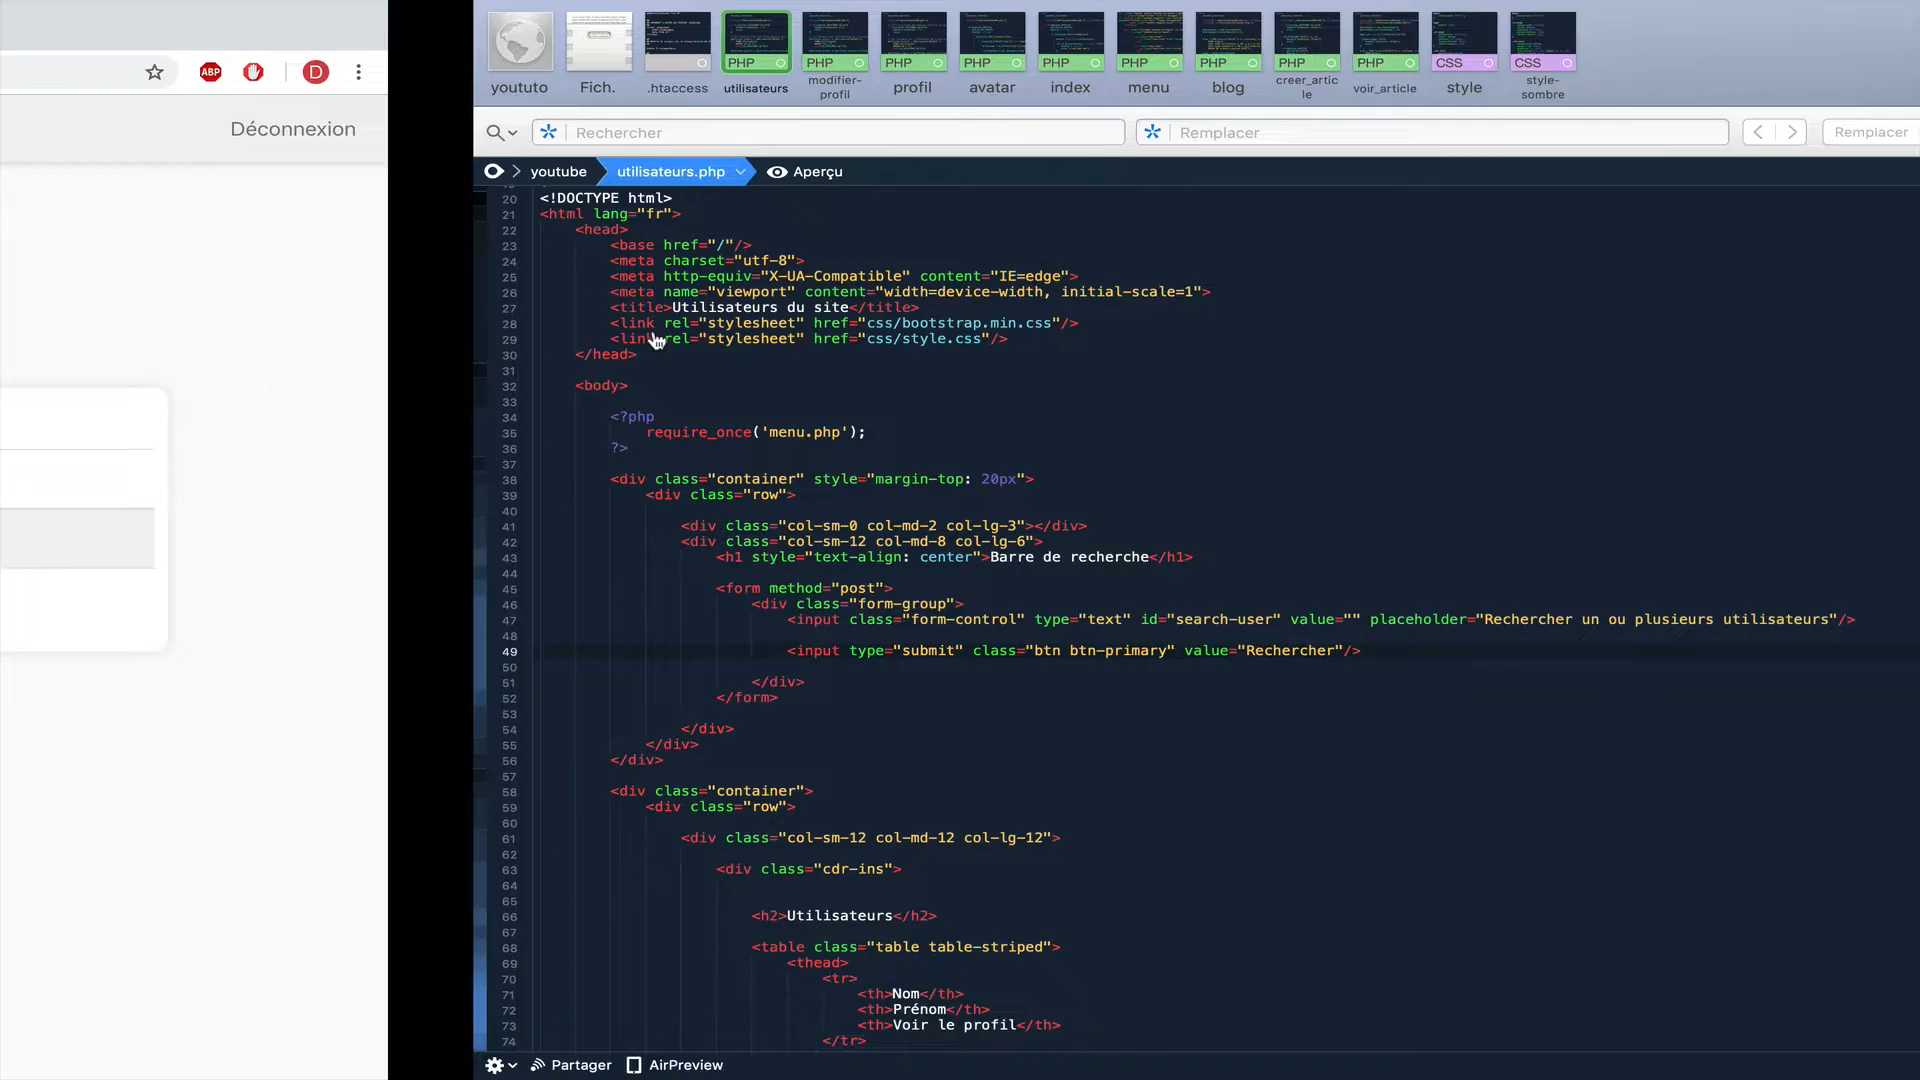 ABP
D
Déconnexion
PHP PHP PHP PHP PHP PHP PHP PHP PHP CSS CSS
yoututo Fich. .htaccess utilisateurs modifier-profil profil avatar index menu blog creer_article voir_article style style-sombre
Rechercher Remplacer Remplacer
youtube utilisateurs.php Aperçu
20 <!DOCTYPE html>
21 <html lang="fr">
22 <head>
23 <base href="/"/>
24 <meta charset="utf-8">
25 <meta http-equiv="X-UA-Compatible" content="IE=edge">
26 <meta name="viewport" content="width=device-width, initial-scale=1">
27 <title>Utilisateurs du site</title>
28 <link rel="stylesheet" href="css/bootstrap.min.css"/>
29 <link rel="stylesheet" href="css/style.css"/>
30 </head>
31
32 <body>
33
34 <?php
35 require_once('menu.php');
36 ?>
37
38 <div class="container" style="margin-top: 20px">
39 <div class="row">
40
41 <div class="col-sm-0 col-md-2 col-lg-3"></div>
42 <div class="col-sm-12 col-md-8 col-lg-6">
43 <h1 style="text-align: center">Barre de recherche</h1>
44
45 <form method="post">
46 <div class="form-group">
47 <input class="form-control" type="text" id="search-user" value="" placeholder="Rechercher un ou plusieurs utilisateurs"/>
48
49 <input type="submit" class="btn btn-primary" value="Rechercher"/>
50
51 </div>
52 </form>
53
54 </div>
55 </div>
56 </div>
57
58 <div class="container">
59 <div class="row">
60
61 <div class="col-sm-12 col-md-12 col-lg-12">
62
63 <div class="cdr-ins">
64
65
66 <h2>Utilisateurs</h2>
67
68 <table class="table table-striped">
69 <thead>
70 <tr>
71 <th>Nom</th>
72 <th>Prénom</th>
73 <th>Voir le profil</th>
74 </tr>
Partager AirPreview